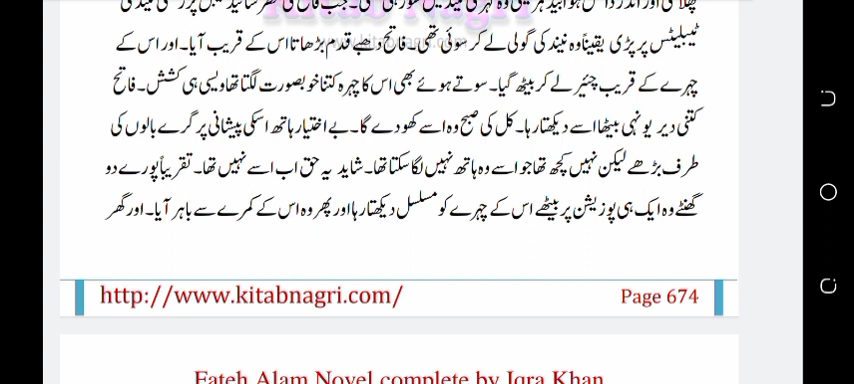 ٹیبلیٹس پر پڑی یقیناً وہ نیند کی گولی لے کر سوئی تھی۔ فاتح دھیمے قدم بڑھاتا اس کے قریب آیا۔ اور اس کے
چہرے کے قریب چئیر لے کر بیٹھ گیا۔ سوتے ہوئے بھی اس کا چہرہ کتنا خوبصورت لگتا تھا ویسی ہی کشش۔ فاتح
کتنی دیر یونہی بیٹھا اسے دیکھتا رہا۔ کل کی صبح وہ اسے کھو دے گا۔ بے اختیار ہاتھ اسکی پیشانی پر گرے بالوں کی
طرف بڑھے لیکن نہیں کچھ تھا جو اسے وہ ہاتھ نہیں لگا سکتا تھا۔ شاید یہ حق اب اسے نہیں تھا۔ تقریباً پورے دو
گھنٹے وہ ایک ہی پوزیشن پر بیٹھے اس کے چہرے کو مسلسل دیکھتا رہا اور پھر وہ اس کے کمرے سے باہر آیا۔ اور گھر
http://www.kitabnagri.com/ Page 674
Fateh Alam Novel complete by Iqra Khan